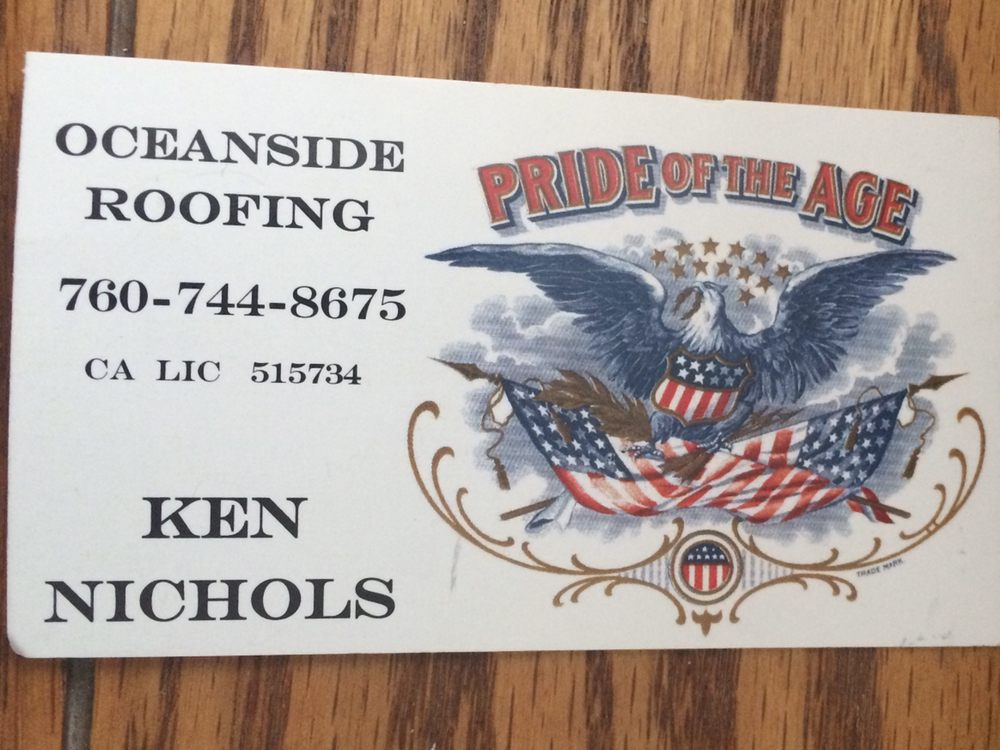 OCEANSIDE
ROOFING
760-744-8675
CA LIC 515734
KEN
NICHOLS
PRIDE OF THE AGE
TRADE MARK.